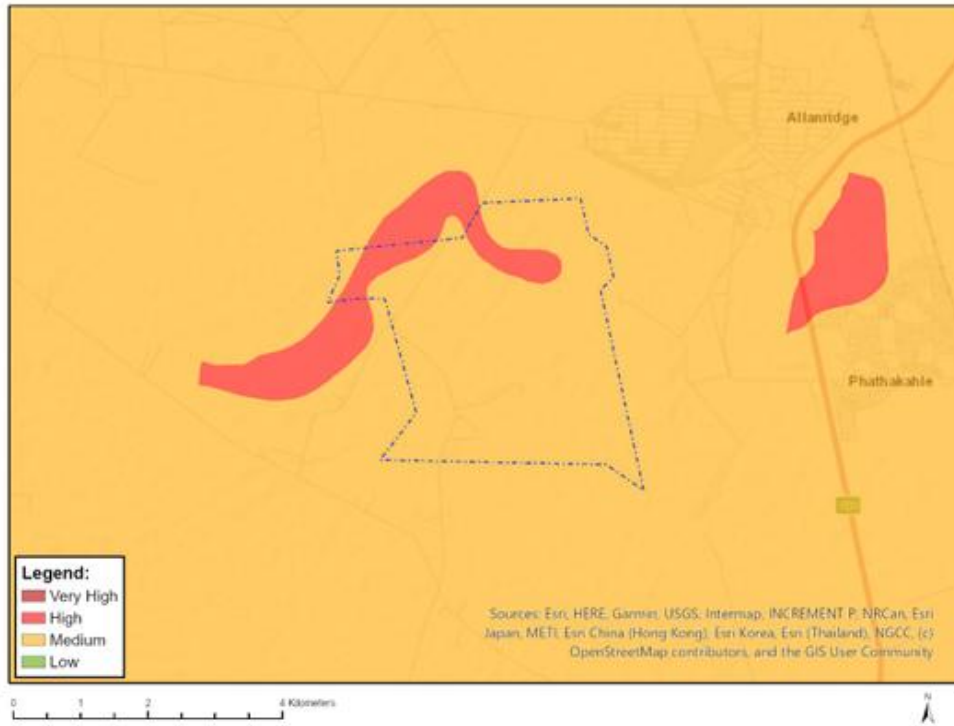 Allanridge
Phathakahle
Legend:
Very High
High
Medium
Low
Sources: Esri, HERE, Garmin, USGS, Intermap, INCREMENT P, NRCan, Esri
Japan, METI, Esri China (Hong Kong), Esri Korea, Esri (Thailand), NGCC, (c)
OpenStreetMap contributors, and the GIS User Community
0 1 2 4 Kilometers
N